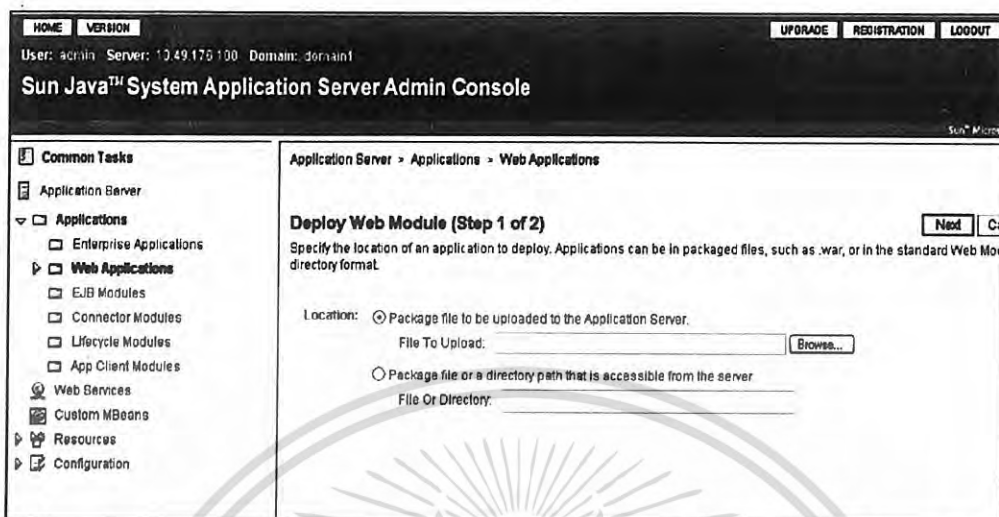 HOME VERSION UPGRADE REGISTRATION LOGOUT
User: admin Server: 10.49.176.100 Domain: domain1
Sun Java™ System Application Server Admin Console
Sun™
Common Tasks
Application Server
Applications
Enterprise Applications
Web Applications
EJB Modules
Connector Modules
Lifecycle Modules
App Client Modules
Web Services
Custom MBeans
Resources
Configuration
Application Server > Applications > Web Applications
Deploy Web Module (Step 1 of 2) Next
Specify the location of an application to deploy. Applications can be in packaged files, such as .war, or in the standard Web
directory format.
Location: Package file to be uploaded to the Application Server.
File To Upload: Browse...
Package file or a directory path that is accessible from the server
File Or Directory: